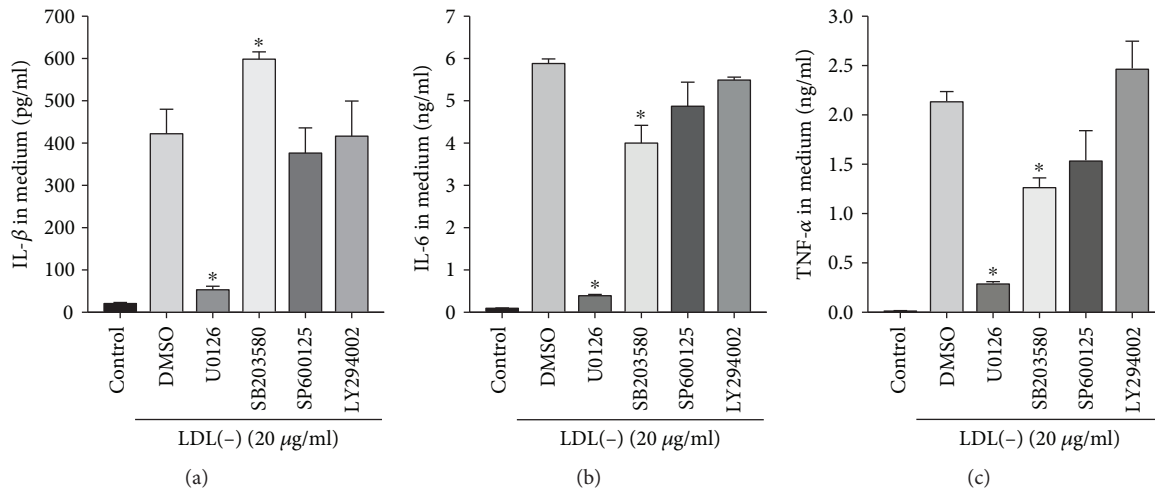 IL-β in medium (pg/ml)
700
600
500
400
300
200
100
0
*
*
Control
DMSO
U0126
SB203580
SP600125
LY294002
LDL(–) (20 μg/ml)
(a)
IL-6 in medium (ng/ml)
7
6
5
4
3
2
1
0
*
*
Control
DMSO
U0126
SB203580
SP600125
LY294002
LDL(–) (20 μg/ml)
(b)
TNF-α in medium (ng/ml)
3.0
2.5
2.0
1.5
1.0
0.5
0.0
*
*
Control
DMSO
U0126
SB203580
SP600125
LY294002
LDL(–) (20 μg/ml)
(c)